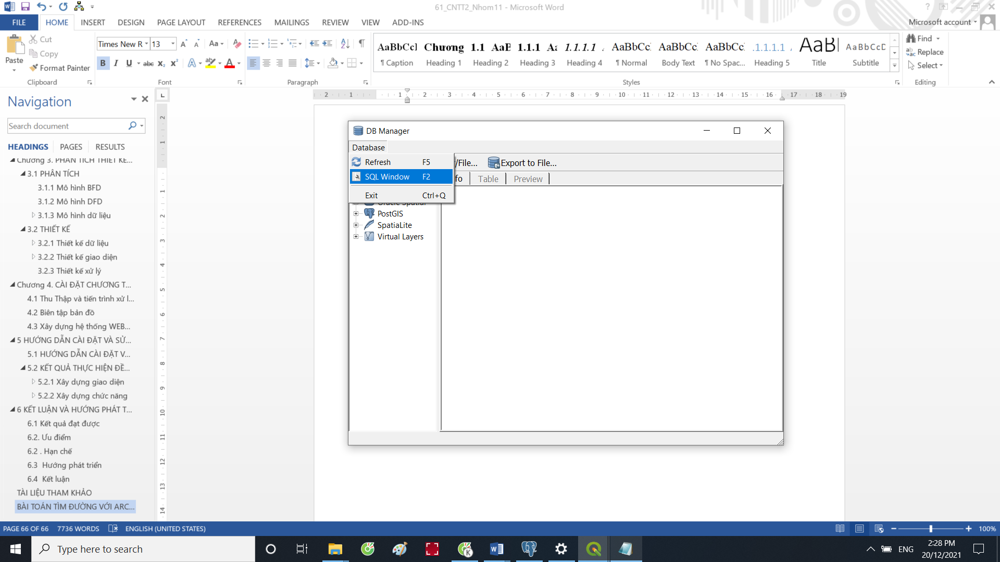 61_CNTT2_Nhom11 - Microsoft Word
FILE HOME INSERT DESIGN PAGE LAYOUT REFERENCES MAILINGS REVIEW VIEW ADD-INS Microsoft account
Paste
Cut
Copy
Format Painter
Clipboard
Times New R 13 Aa
B I U abc x₂ x² A A
Font
Paragraph
AaBbCcI Chương 1.1 AaB 1.1.1 Aa 1.1.1.1 AaBbCc AaBbCc AaBbCc .1.1.1.1 AaB AaBbCcD
¶ Caption Heading 1 Heading 2 Heading 3 Heading 4 ¶ Normal Body Text ¶ No Spac... Heading 5 Title Subtitle
Styles
Find
Replace
Select
Editing
Navigation
Search document
HEADINGS PAGES RESULTS
Chương 3. PHÂN TÍCH THIẾT KẾ...
3.1 PHÂN TÍCH
3.1.1 Mô hình BFD
3.1.2 Mô hình DFD
3.1.3 Mô hình dữ liệu
3.2 THIẾT KẾ
3.2.1 Thiết kế dữ liệu
3.2.2 Thiết kế giao diện
3.2.3 Thiết kế xử lý
Chương 4. CÀI ĐẶT CHƯƠNG T...
4.1 Thu Thập và tiến trình xử l...
4.2 Biên tập bản đồ
4.3 Xây dựng hệ thống WEB...
5 HƯỚNG DẪN CÀI ĐẶT VÀ SỬ...
5.1 HƯỚNG DẪN CÀI ĐẶT V...
5.2 KẾT QUẢ THỰC HIỆN ĐỀ...
5.2.1 Xây dựng giao diện
5.2.2 Xây dựng chức năng
6 KẾT LUẬN VÀ HƯỚNG PHÁT T...
6.1 Kết quả đạt được
6.2. Ưu điểm
6.2 . Hạn chế
6.3 Hướng phát triển
6.4 Kết luận
TÀI LIỆU THAM KHẢO
BÀI TOÁN TÌM ĐƯỜNG VỚI ARC...
2 1 1 2 3 4 5 6 7 8 9 10 11 12 13 14 15 16 17 18 19
2
1
1
2
3
4
5
6
7
8
9
10
11
12
13
14
DB Manager
Database
Refresh F5
SQL Window F2
Exit Ctrl+Q
/File... Export to File...
fo Table Preview
Oracle Spatial
PostGIS
SpatiaLite
Virtual Layers
PAGE 66 OF 66 7736 WORDS ENGLISH (UNITED STATES) 100%
Type here to search
K
ENG
2:28 PM
20/12/2021